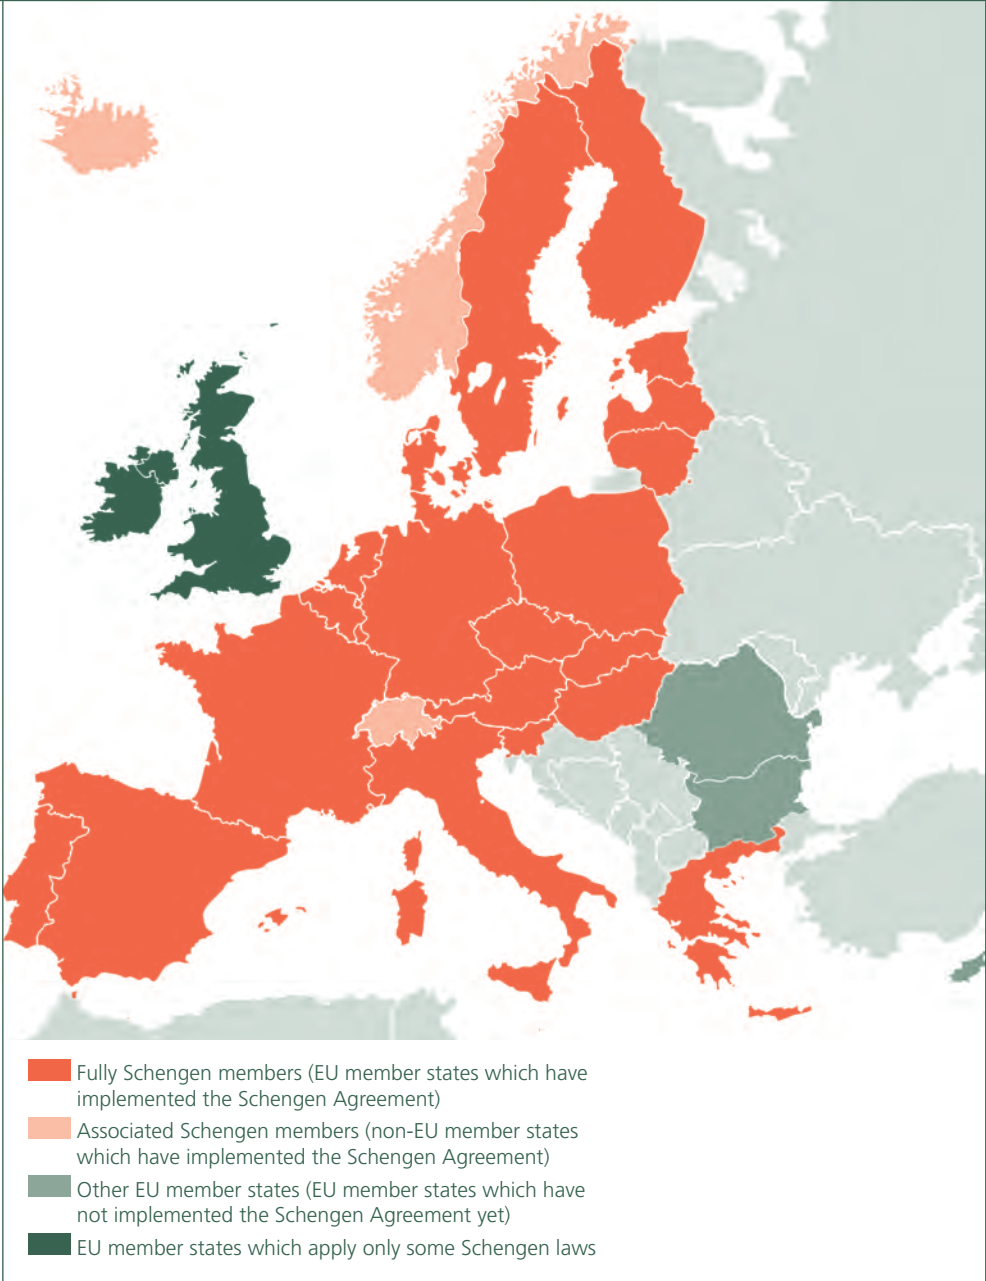 Fully Schengen members (EU member states which have
implemented the Schengen Agreement)
Associated Schengen members (non-EU member states
which have implemented the Schengen Agreement)
Other EU member states (EU member states which have
not implemented the Schengen Agreement yet)
EU member states which apply only some Schengen laws